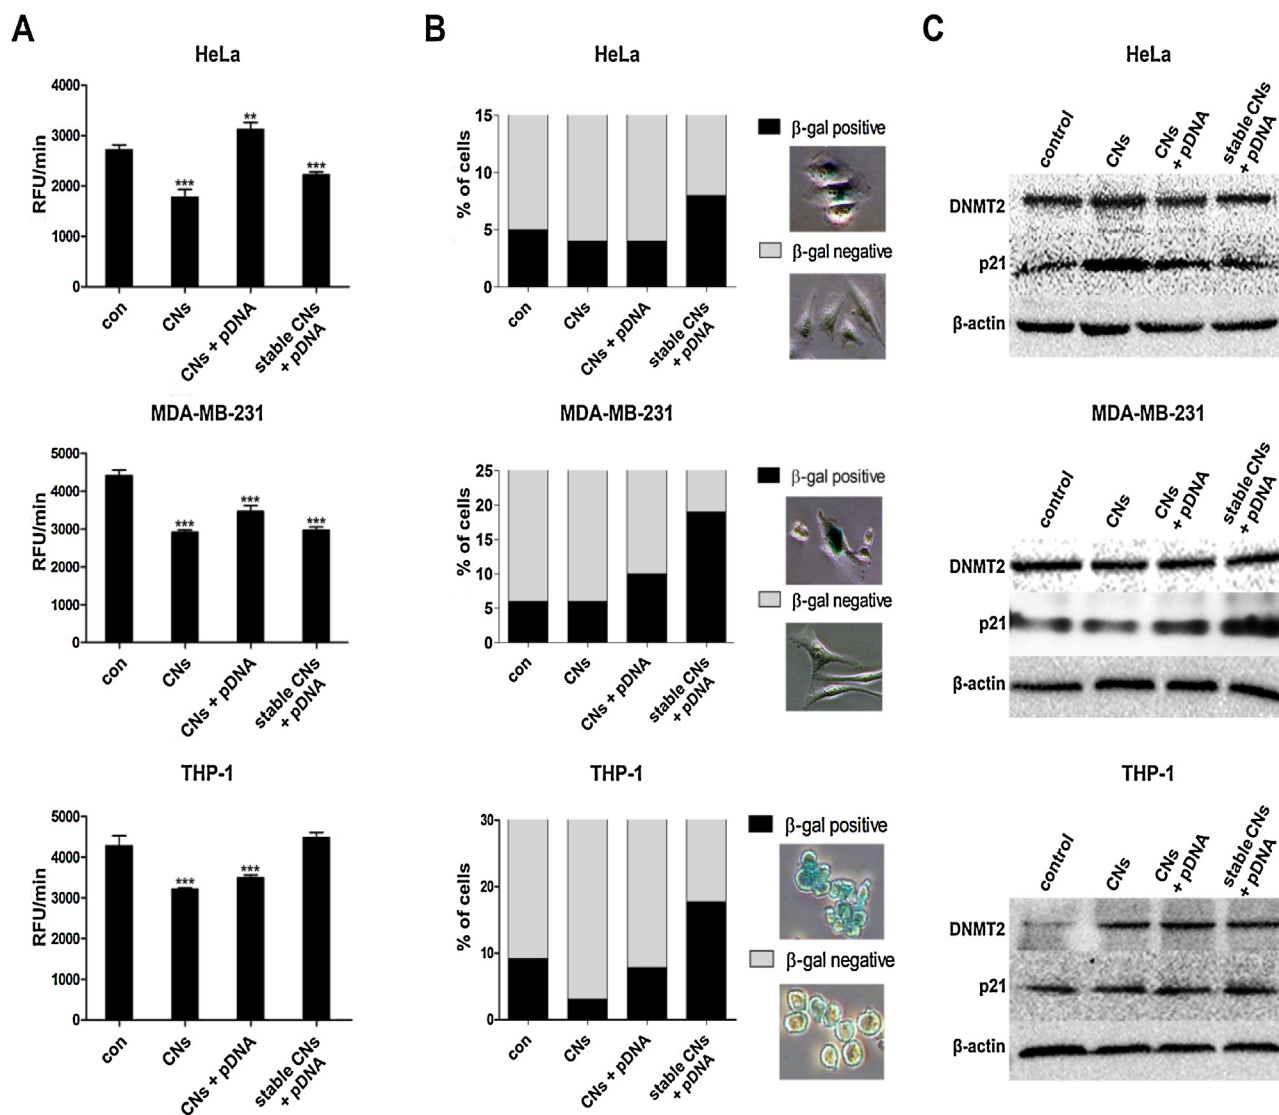 A
HeLa
RFU/min
4000
3000
2000
1000
0
***
**
***
con
CNs
CNs + pDNA
stable CNs
+ pDNA
MDA-MB-231
RFU/min
5000
4000
3000
2000
1000
0
***
***
***
con
CNs
CNs + pDNA
stable CNs
+ pDNA
THP-1
RFU/min
5000
4000
3000
2000
1000
0
***
***
con
CNs
CNs + pDNA
stable CNs
+ pDNA
B
HeLa
% of cells
15
10
5
0
con
CNs
CNs + pDNA
stable CNs
+ pDNA
β-gal positive
β-gal negative
MDA-MB-231
% of cells
25
20
15
10
5
0
con
CNs
CNs + pDNA
stable CNs
+ pDNA
β-gal positive
β-gal negative
THP-1
% of cells
30
20
10
0
con
CNs
CNs + pDNA
stable CNs
+ pDNA
β-gal positive
β-gal negative
C
HeLa
control
CNs
CNs
+ pDNA
stable CNs
+ pDNA
DNMT2
p21
β-actin
MDA-MB-231
control
CNs
CNs
+ pDNA
stable CNs
+ pDNA
DNMT2
p21
β-actin
THP-1
control
CNs
CNs
+ pDNA
stable CNs
+ pDNA
DNMT2
p21
β-actin